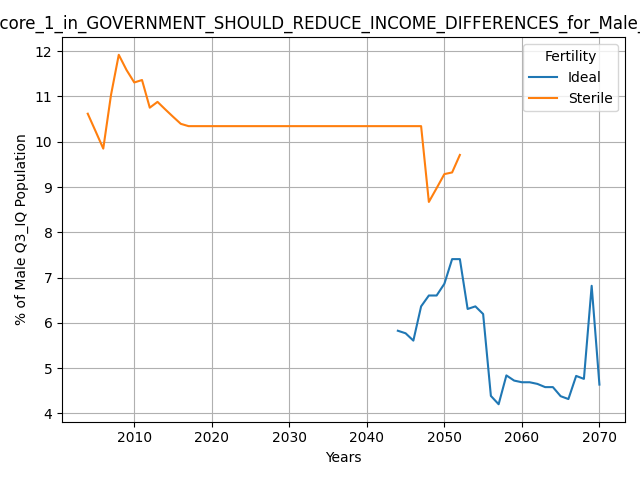 core_1_in_GOVERNMENT_SHOULD_REDUCE_INCOME_DIFFERENCES_for_Male_
12
11
10
9
8
7
6
5
4
% of Male Q3_IQ Population
Fertility
Ideal
Sterile
2010 2020 2030 2040 2050 2060 2070
Years